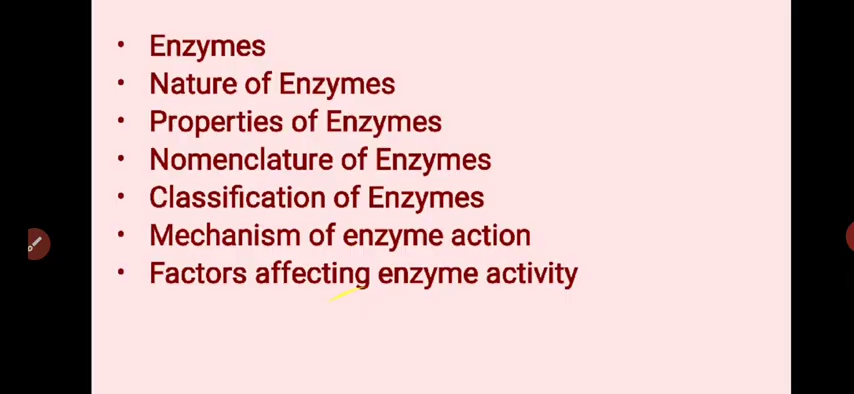 • Enzymes
• Nature of Enzymes
• Properties of Enzymes
• Nomenclature of Enzymes
• Classification of Enzymes
• Mechanism of enzyme action
• Factors affecting enzyme activity